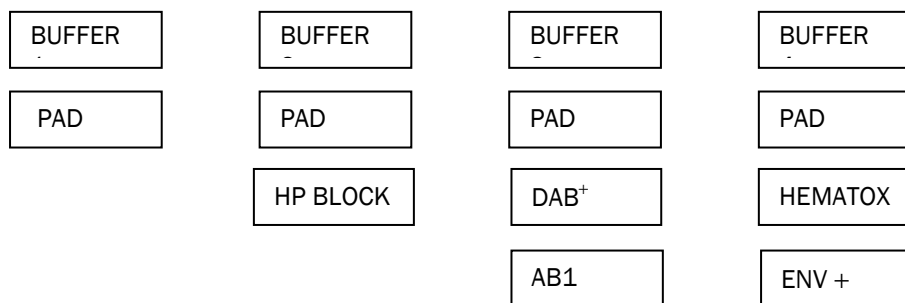 BUFFER BUFFER BUFFER BUFFER
PAD PAD PAD PAD
HP BLOCK DAB⁺ HEMATOX
AB1 ENV +